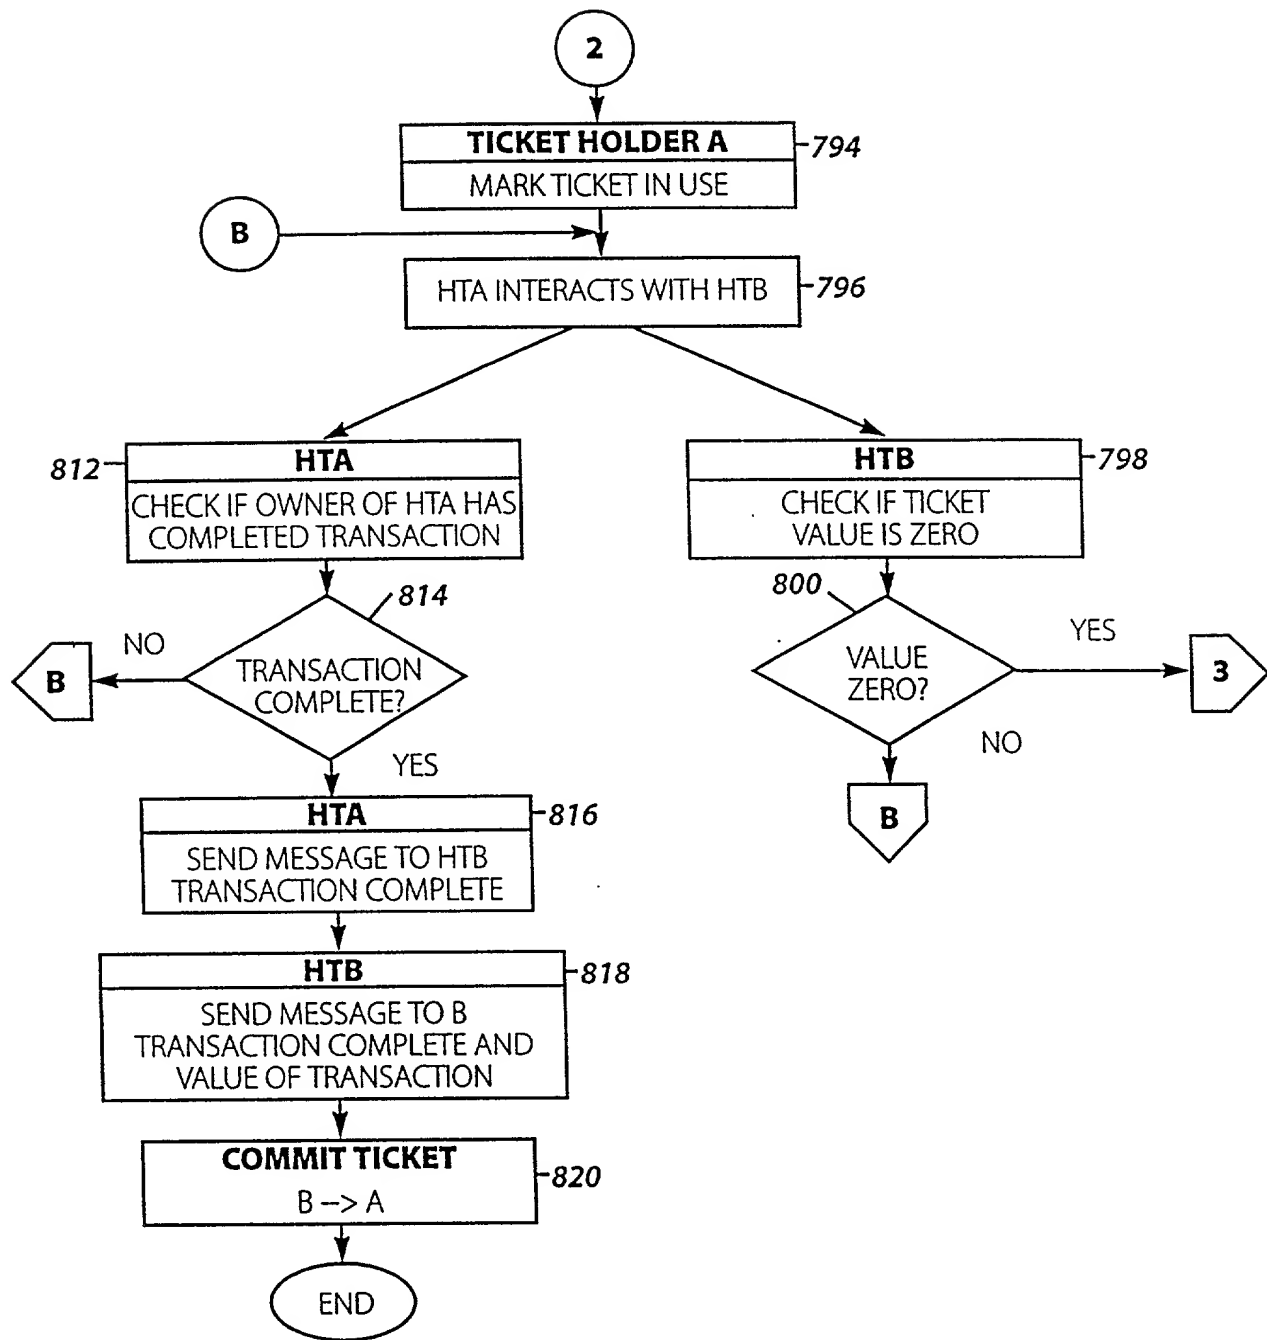 2
TICKET HOLDER A
794
MARK TICKET IN USE
B
HTA INTERACTS WITH HTB
796
812
HTA
CHECK IF OWNER OF HTA HAS
COMPLETED TRANSACTION
HTB
798
CHECK IF TICKET
VALUE IS ZERO
814
NO
B
TRANSACTION
COMPLETE?
YES
800
VALUE
ZERO?
YES
3
NO
B
HTA
816
SEND MESSAGE TO HTB
TRANSACTION COMPLETE
HTB
818
SEND MESSAGE TO B
TRANSACTION COMPLETE AND
VALUE OF TRANSACTION
COMMIT TICKET
820
B --> A
END